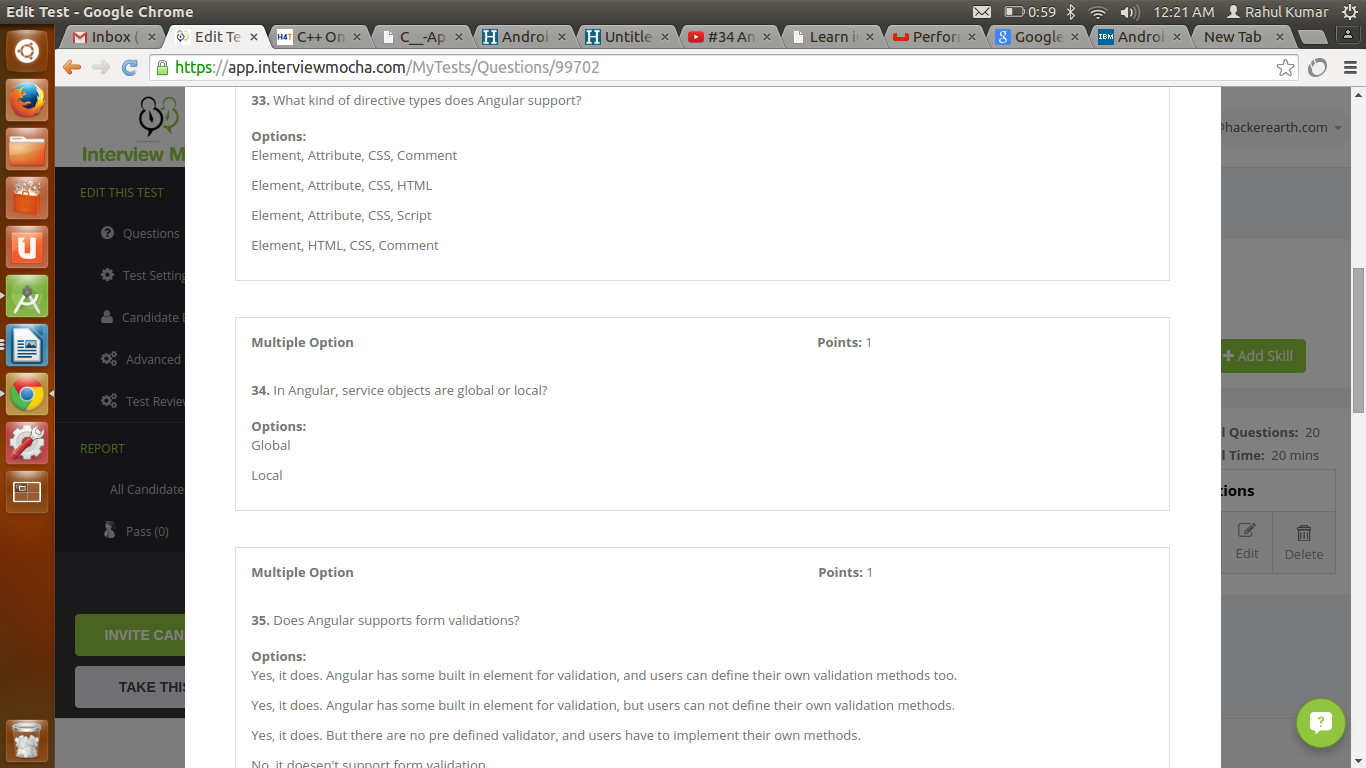 Edit Test - Google Chrome
0:59
12:21 AM
Rahul Kumar
Inbox (
Edit Te
H4T
C++ On
C__-Ap
H
Androi
H
Untitle
#34 An
Learn i
Perfor
8
Google
IBM
Androi
New Tab
https://app.interviewmocha.com/MyTests/Questions/99702
Interview M
EDIT THIS TEST
Questions
Test Setting
Candidate
Advanced
Test Review
REPORT
All Candidate
Pass (0)
INVITE CAN
TAKE THIS
33. What kind of directive types does Angular support?
Options:
Element, Attribute, CSS, Comment
Element, Attribute, CSS, HTML
Element, Attribute, CSS, Script
Element, HTML, CSS, Comment
Multiple Option Points: 1
34. In Angular, service objects are global or local?
Options:
Global
Local
Multiple Option Points: 1
35. Does Angular supports form validations?
Options:
Yes, it does. Angular has some built in element for validation, and users can define their own validation methods too.
Yes, it does. Angular has some built in element for validation, but users can not define their own validation methods.
Yes, it does. But there are no pre defined validator, and users have to implement their own methods.
No, it doesen't support form validation
@hackerearth.com
+ Add Skill
l Questions: 20
l Time: 20 mins
tions
Edit
Delete